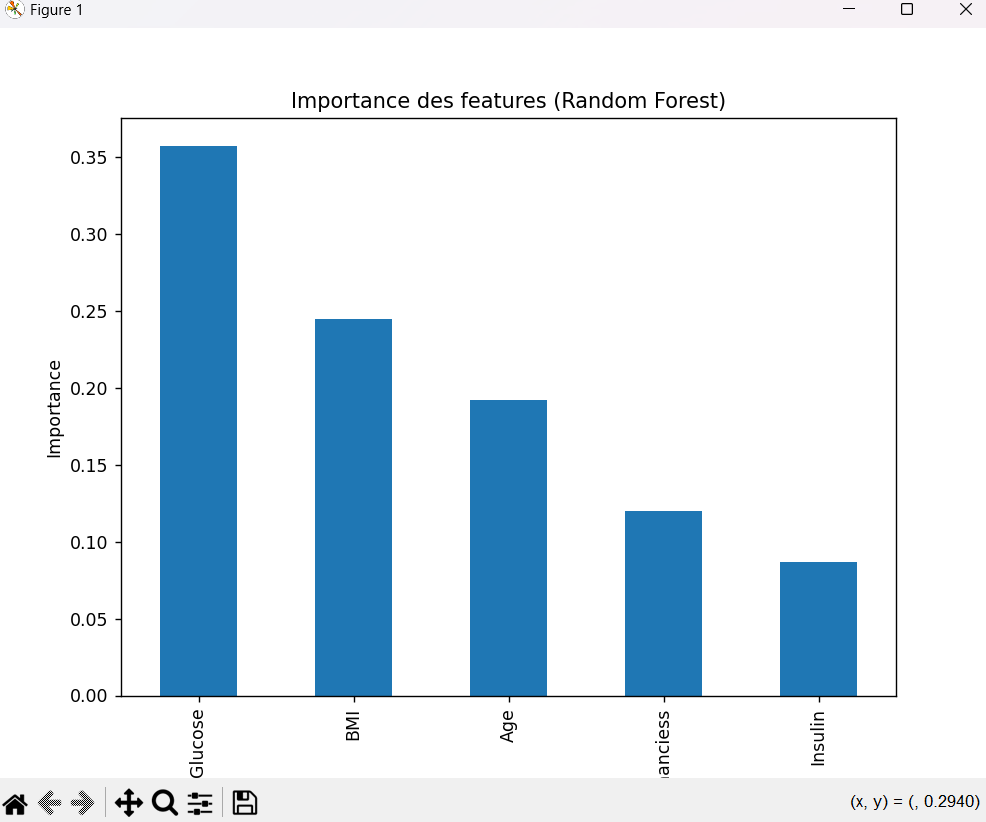 Figure 1
Importance des features (Random Forest)
Importance
0.35
0.30
0.25
0.20
0.15
0.10
0.05
0.00
Glucose
BMI
Age
anciess
Insulin
(x, y) = (, 0.2940)